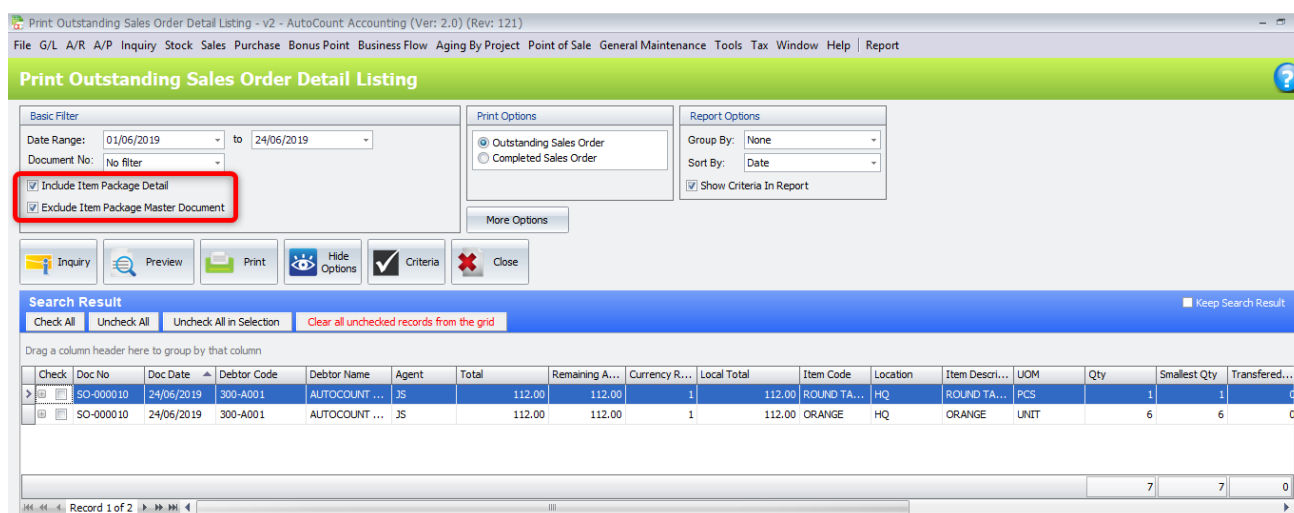 Print Outstanding Sales Order Detail Listing - v2 - AutoCount Accounting (Ver: 2.0) (Rev: 121)
File G/L A/R A/P Inquiry Stock Sales Purchase Bonus Point Business Flow Aging By Project Point of Sale General Maintenance Tools Tax Window Help Report
Print Outstanding Sales Order Detail Listing ?
Basic Filter Print Options Report Options
Date Range: 01/06/2019 to 24/06/2019 Outstanding Sales Order Group By: None
Document No: No filter Completed Sales Order Sort By: Date
Include Item Package Detail Show Criteria In Report
Exclude Item Package Master Document
More Options
Inquiry Preview Print Hide Options Criteria Close
Search Result Keep Search Result
Check All Uncheck All Uncheck All in Selection Clear all unchecked records from the grid
Drag a column header here to group by that column
Check Doc No Doc Date Debtor Code Debtor Name Agent Total Remaining A... Currency R... Local Total Item Code Location Item Descri... UOM Qty Smallest Qty Transfered...
SO-000010 24/06/2019 300-A001 AUTOCOUNT ... JS 112.00 112.00 1 112.00 ROUND TA... HQ ROUND TA... PCS 1 1 0
SO-000010 24/06/2019 300-A001 AUTOCOUNT ... JS 112.00 112.00 1 112.00 ORANGE HQ ORANGE UNIT 6 6 0
7 7 0
Record 1 of 2